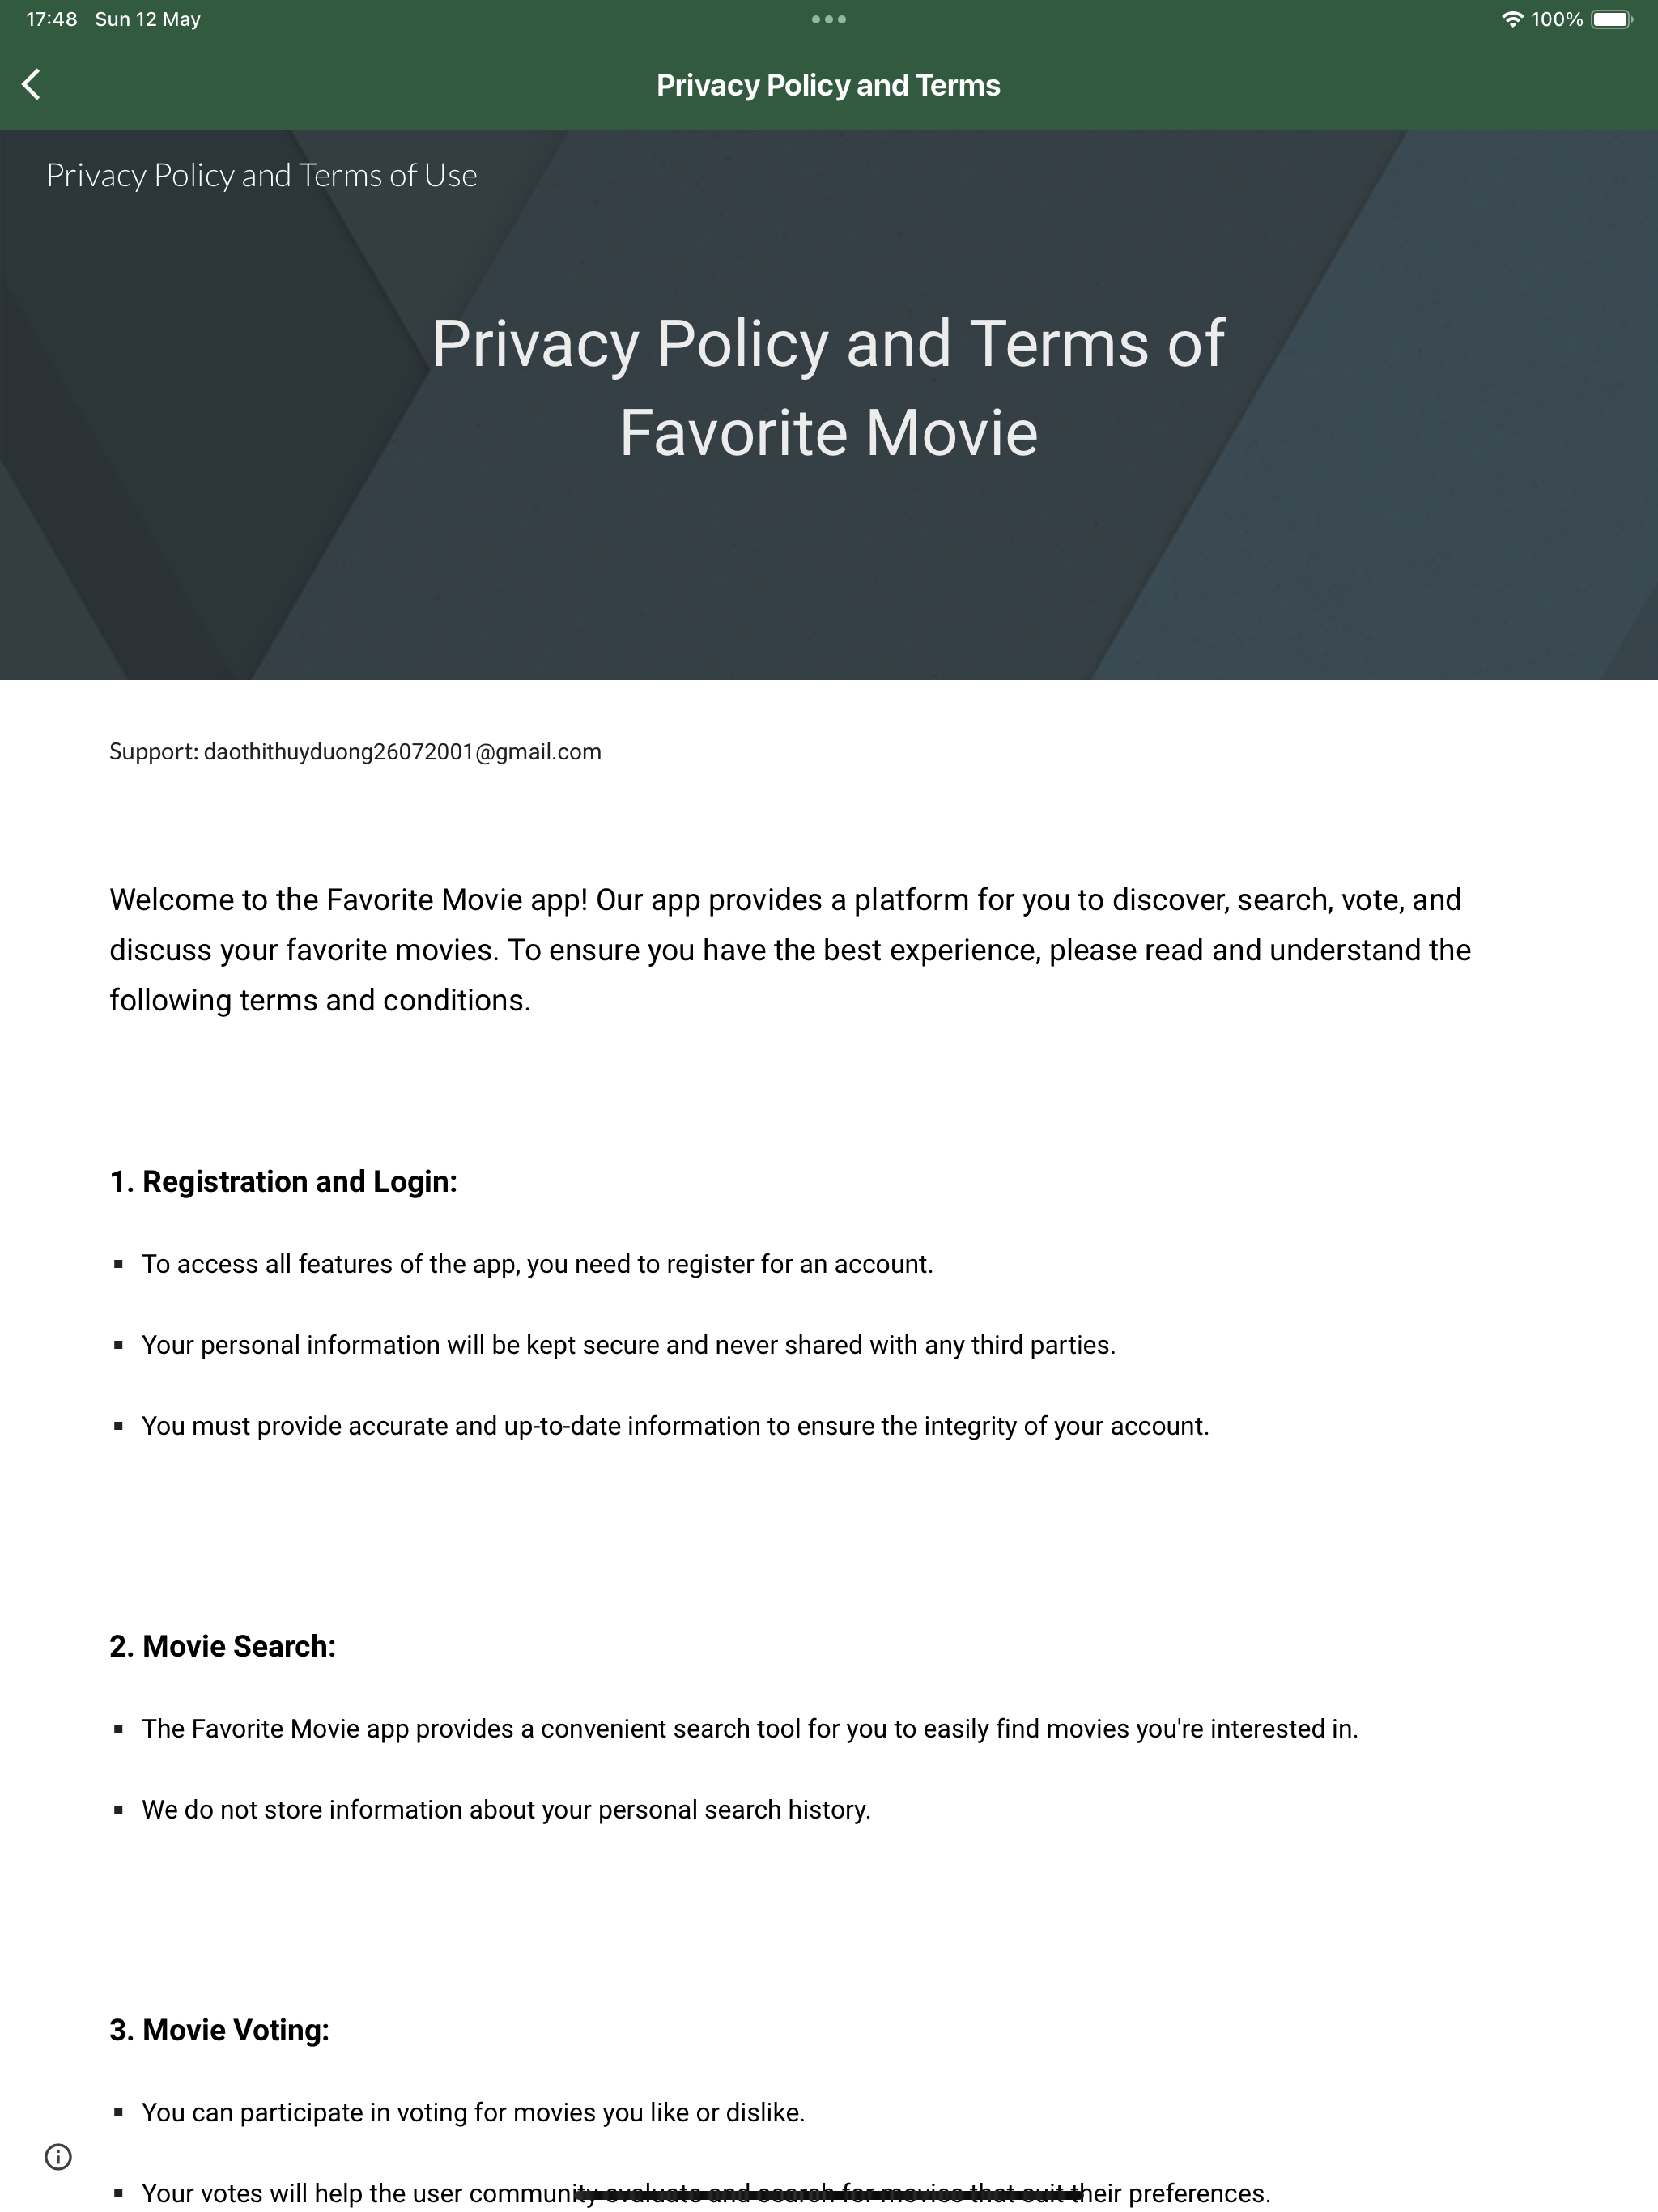 17:48 Sun 12 May 100%
Privacy Policy and Terms
Privacy Policy and Terms of Use
Privacy Policy and Terms of
Favorite Movie
Support: daothithuyduong26072001@gmail.com
Welcome to the Favorite Movie app! Our app provides a platform for you to discover, search, vote, and
discuss your favorite movies. To ensure you have the best experience, please read and understand the
following terms and conditions.
1. Registration and Login:
▪ To access all features of the app, you need to register for an account.
▪ Your personal information will be kept secure and never shared with any third parties.
▪ You must provide accurate and up-to-date information to ensure the integrity of your account.
2. Movie Search:
▪ The Favorite Movie app provides a convenient search tool for you to easily find movies you're interested in.
▪ We do not store information about your personal search history.
3. Movie Voting:
▪ You can participate in voting for movies you like or dislike.
▪ Your votes will help the user community evaluate and search for movies that suit their preferences.